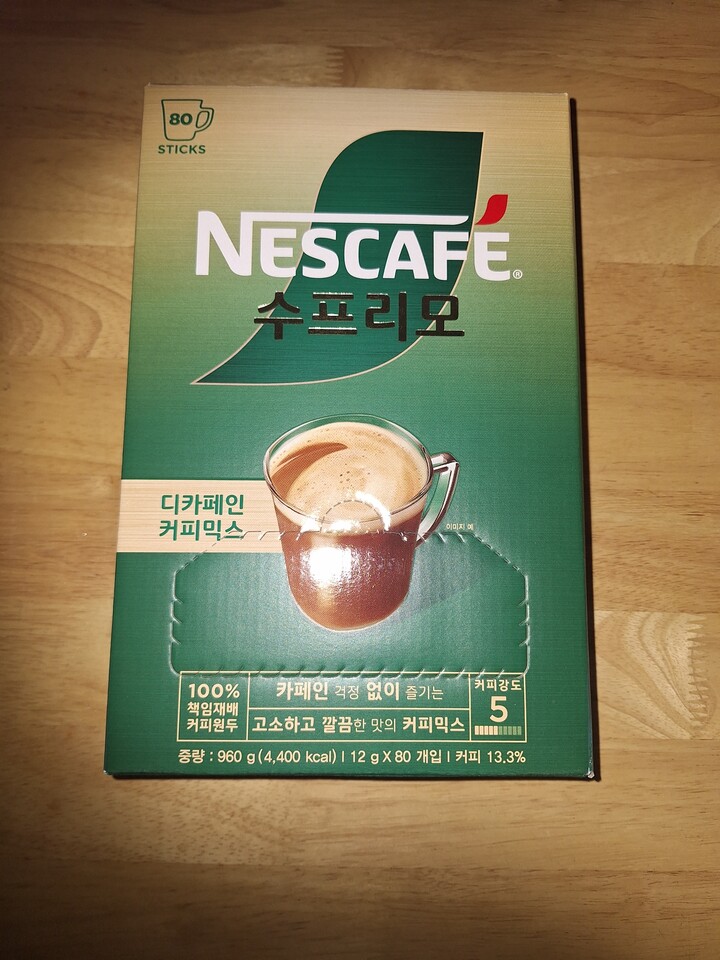 80
STICKS
NESCAFÉ®
수프리모
디카페인
커피믹스
이미지 예
100%
책임재배
커피원두
카페인 걱정 없이 즐기는
고소하고 깔끔한 맛의 커피믹스
커피강도
5
중량 : 960 g (4,400 kcal) | 12 g X 80 개입 | 커피 13.3%